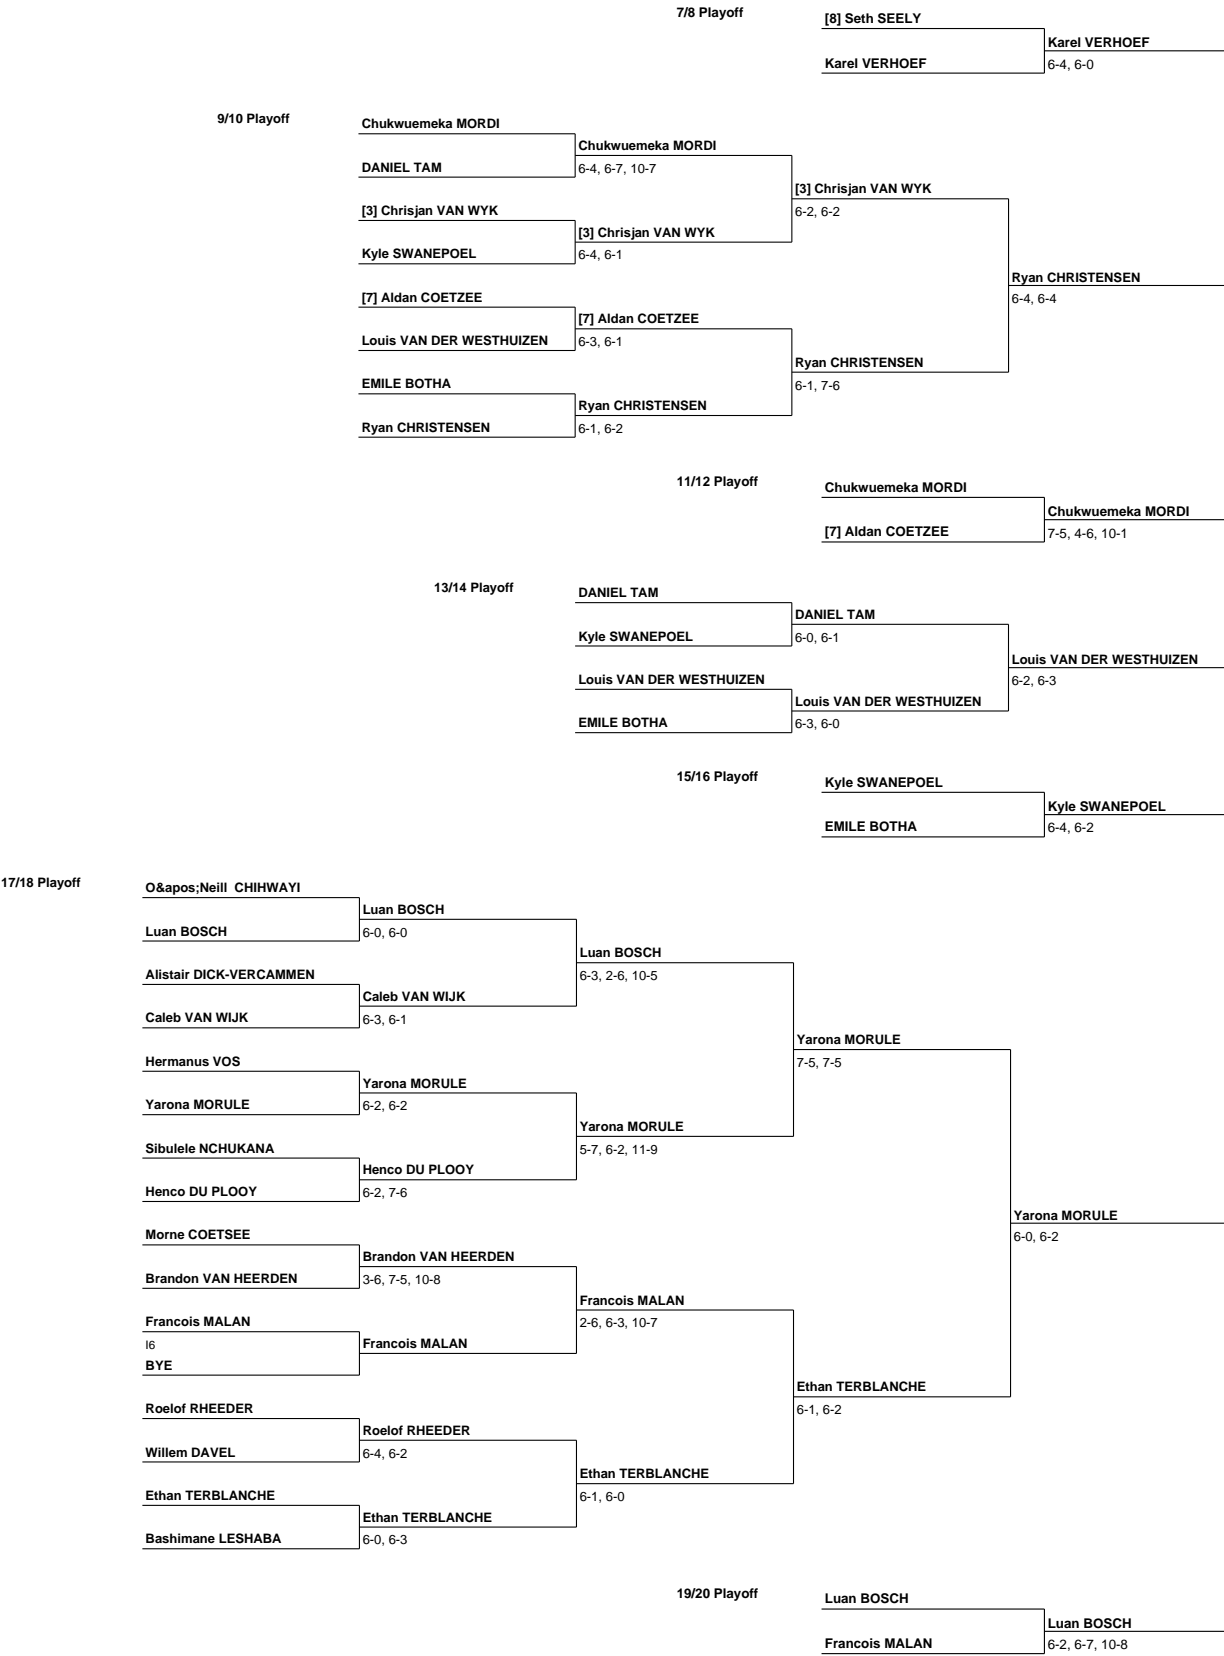 7/8 Playoff
[8] Seth SEELY
Karel VERHOEF
Karel VERHOEF
6-4, 6-0
9/10 Playoff
Chukwuemeka MORDI
Chukwuemeka MORDI
DANIEL TAM
6-4, 6-7, 10-7
[3] Chrisjan VAN WYK
[3] Chrisjan VAN WYK
6-2, 6-2
[3] Chrisjan VAN WYK
Kyle SWANEPOEL
6-4, 6-1
Ryan CHRISTENSEN
6-4, 6-4
[7] Aldan COETZEE
[7] Aldan COETZEE
Louis VAN DER WESTHUIZEN
6-3, 6-1
Ryan CHRISTENSEN
6-1, 7-6
EMILE BOTHA
Ryan CHRISTENSEN
Ryan CHRISTENSEN
6-1, 6-2
11/12 Playoff
Chukwuemeka MORDI
Chukwuemeka MORDI
[7] Aldan COETZEE
7-5, 4-6, 10-1
13/14 Playoff
DANIEL TAM
DANIEL TAM
Kyle SWANEPOEL
6-0, 6-1
Louis VAN DER WESTHUIZEN
6-2, 6-3
Louis VAN DER WESTHUIZEN
Louis VAN DER WESTHUIZEN
EMILE BOTHA
6-3, 6-0
15/16 Playoff
Kyle SWANEPOEL
Kyle SWANEPOEL
EMILE BOTHA
6-4, 6-2
17/18 Playoff
O&apos;Neill  CHIHWAYI
Luan BOSCH
Luan BOSCH
6-0, 6-0
Luan BOSCH
6-3, 2-6, 10-5
Alistair DICK-VERCAMMEN
Caleb VAN WIJK
Caleb VAN WIJK
6-3, 6-1
Yarona MORULE
7-5, 7-5
Hermanus VOS
Yarona MORULE
Yarona MORULE
6-2, 6-2
Yarona MORULE
5-7, 6-2, 11-9
Sibulele NCHUKANA
Henco DU PLOOY
Henco DU PLOOY
6-2, 7-6
Yarona MORULE
6-0, 6-2
Morne COETSEE
Brandon VAN HEERDEN
Brandon VAN HEERDEN
3-6, 7-5, 10-8
Francois MALAN
2-6, 6-3, 10-7
Francois MALAN
I6
Francois MALAN
BYE
Ethan TERBLANCHE
6-1, 6-2
Roelof RHEEDER
Roelof RHEEDER
Willem DAVEL
6-4, 6-2
Ethan TERBLANCHE
6-1, 6-0
Ethan TERBLANCHE
Ethan TERBLANCHE
Bashimane LESHABA
6-0, 6-3
19/20 Playoff
Luan BOSCH
Luan BOSCH
Francois MALAN
6-2, 6-7, 10-8